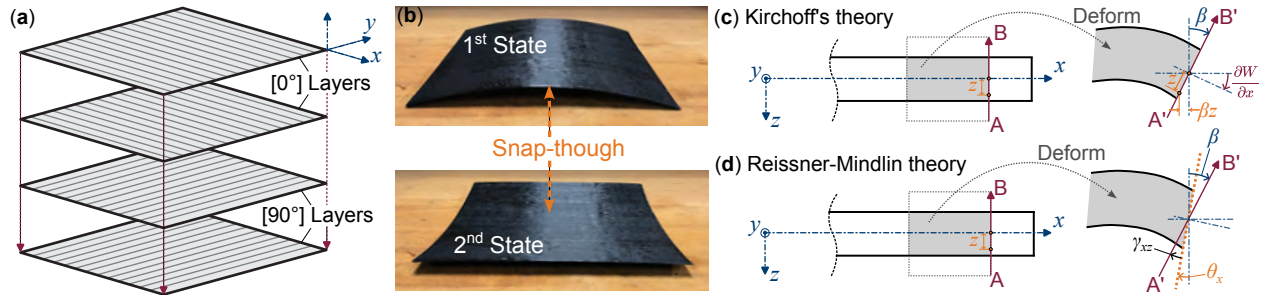 (a)
y
x
[0°] Layers
[90°] Layers
(b)
1st State
Snap-though
2nd State
(c) Kirchoff's theory
B
y
x
z
z
A
Deform
B'
β
∂W
∂x
z
A'
βz
(d) Reissner-Mindlin theory
B
y
x
z
z
A
Deform
β
B'
γxz
A'
θx